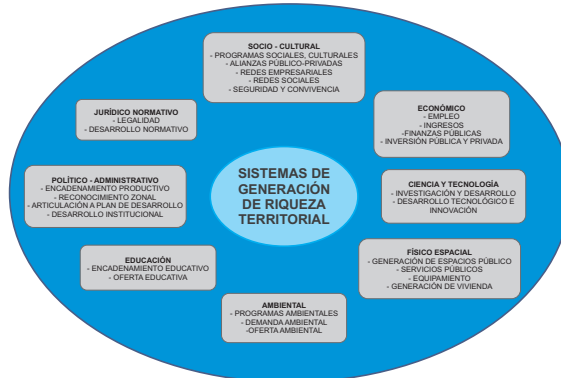 SOCIO - CULTURAL
- PROGRAMAS SOCIALES, CULTURALES
- ALIANZAS PÚBLICO-PRIVADAS
- REDES EMPRESARIALES
- REDES SOCIALES
- SEGURIDAD Y CONVIVENCIA
JURÍDICO NORMATIVO
- LEGALIDAD
- DESARROLLO NORMATIVO
ECONÓMICO
- EMPLEO
- INGRESOS
-FINANZAS PÚBLICAS
- INVERSIÓN PÚBLICA Y PRIVADA
POLÍTICO - ADMINISTRATIVO
- ENCADENAMIENTO PRODUCTIVO
- RECONOCIMIENTO ZONAL
- ARTICULACIÓN A PLAN DE DESARROLLO
- DESARROLLO INSTITUCIONAL
SISTEMAS DE
GENERACIÓN
DE RIQUEZA
TERRITORIAL
CIENCIA Y TECNOLOGÍA
- INVESTIGACIÓN Y DESARROLLO
- DESARROLLO TECNOLÓGICO E
INNOVACIÓN
EDUCACIÓN
- ENCADENAMIENTO EDUCATIVO
- OFERTA EDUCATIVA
FÍSICO ESPACIAL
- GENERACIÓN DE ESPACIOS PÚBLICO
- SERVICIOS PÚBLICOS
- EQUIPAMIENTO
- GENERACIÓN DE VIVIENDA
AMBIENTAL
- PROGRAMAS AMBIENTALES
- DEMANDA AMBIENTAL
-OFERTA AMBIENTAL